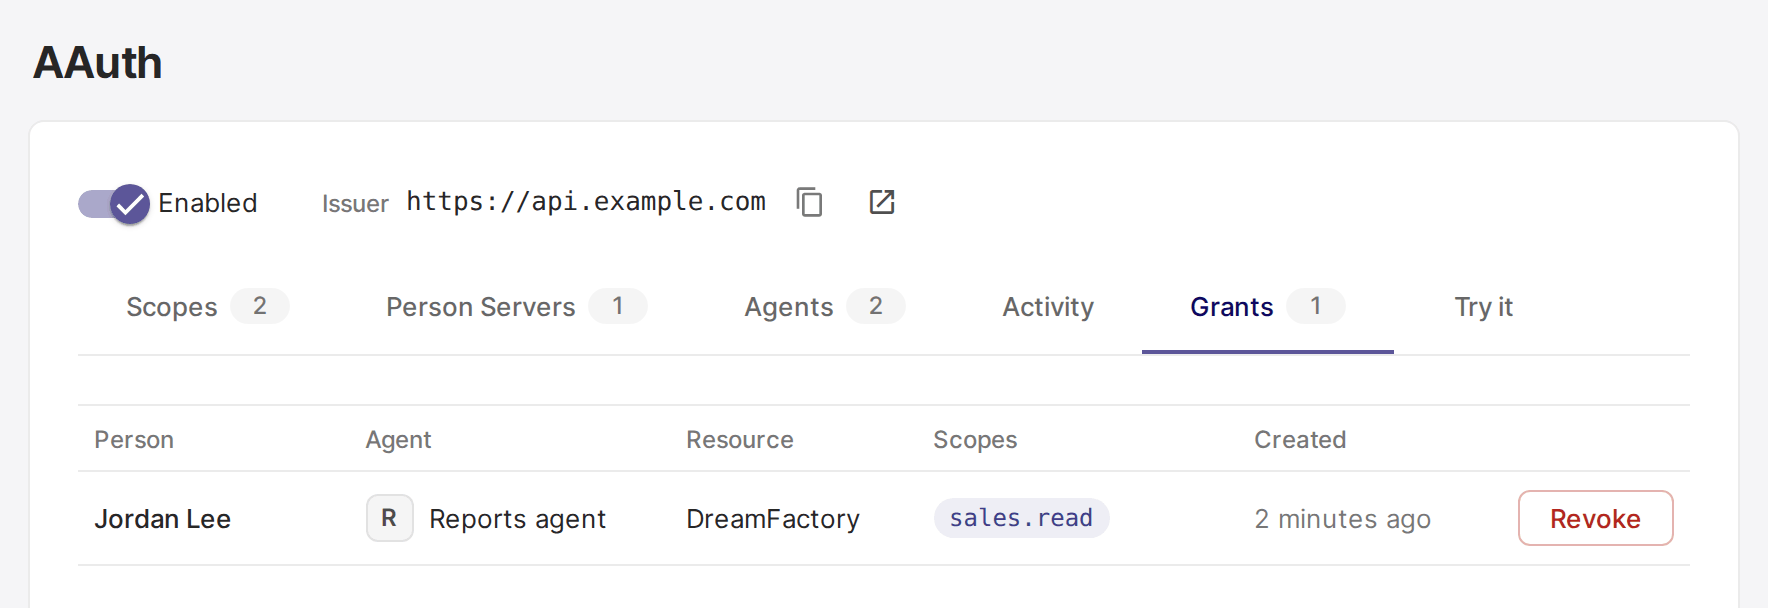 AAuth
Enabled Issuer https://api.example.com
Scopes 2 Person Servers 1 Agents 2 Activity Grants 1 Try it
Person Agent Resource Scopes Created
Jordan Lee R Reports agent DreamFactory sales.read 2 minutes ago Revoke